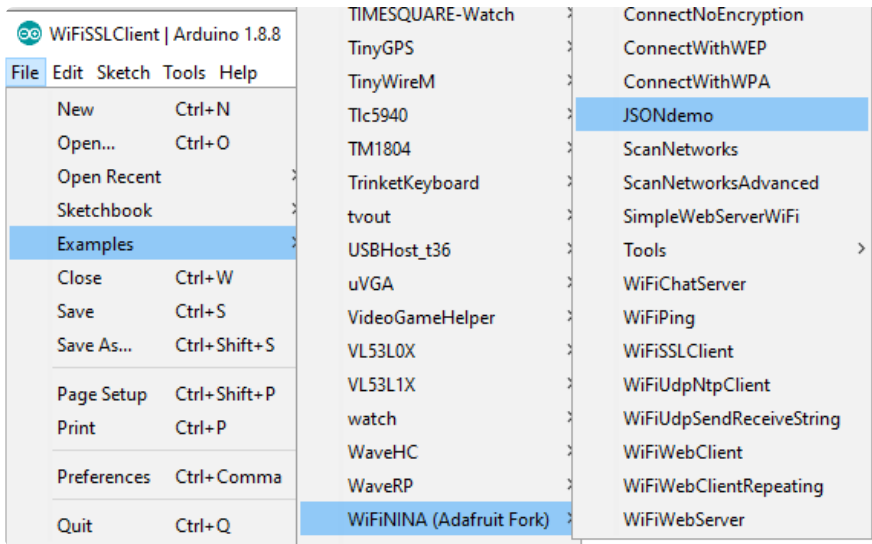 WiFiSSLClient | Arduino 1.8.8
File Edit Sketch Tools Help
New Ctrl+N
Open... Ctrl+O
Open Recent
Sketchbook
Examples
Close Ctrl+W
Save Ctrl+S
Save As... Ctrl+Shift+S
Page Setup Ctrl+Shift+P
Print Ctrl+P
Preferences Ctrl+Comma
Quit Ctrl+Q
TIMESQUARE-Watch
TinyGPS
TinyWireM
Tlc5940
TM1804
TrinketKeyboard
tvout
USBHost_t36
uVGA
VideoGameHelper
VL53L0X
VL53L1X
watch
WaveHC
WaveRP
WiFiNINA (Adafruit Fork)
ConnectNoEncryption
ConnectWithWEP
ConnectWithWPA
JSONdemo
ScanNetworks
ScanNetworksAdvanced
SimpleWebServerWiFi
Tools
WiFiChatServer
WiFiPing
WiFiSSLClient
WiFiUdpNtpClient
WiFiUdpSendReceiveString
WiFiWebClient
WiFiWebClientRepeating
WiFiWebServer